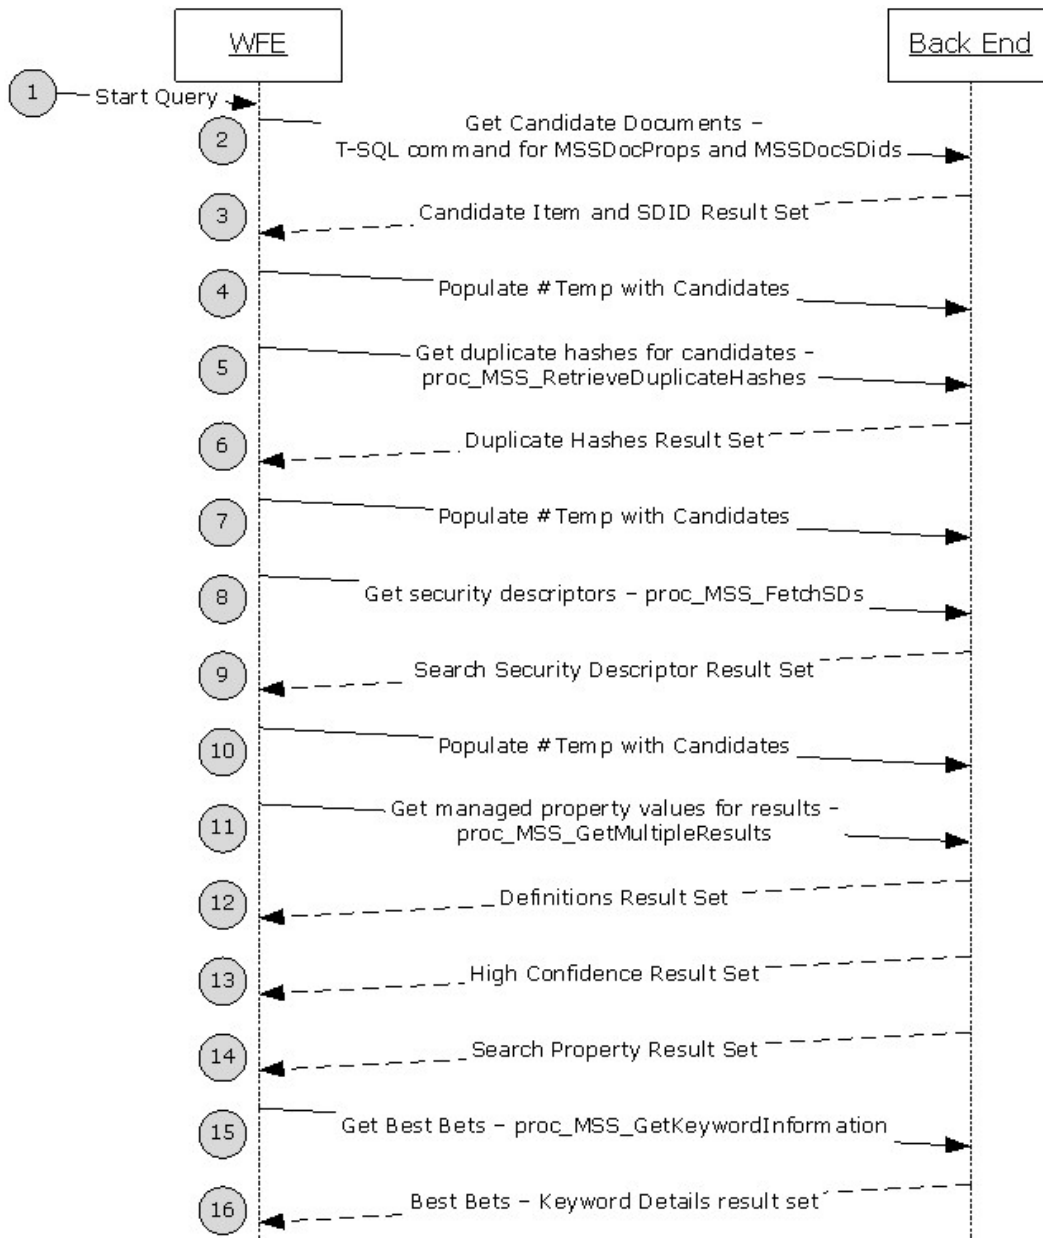 WFE
Back End
1
Start Query
2
Get Candidate Documents –
T-SQL command for MSSDocProps and MSSDocSDids
3
Candidate Item and SDID Result Set
4
Populate #Temp with Candidates
5
Get duplicate hashes for candidates –
proc_MSS_RetrieveDuplicateHashes
6
Duplicate Hashes Result Set
7
Populate #Temp with Candidates
8
Get security descriptors – proc_MSS_FetchSDs
9
Search Security Descriptor Result Set
10
Populate #Temp with Candidates
11
Get managed property values for results –
proc_MSS_GetMultipleResults
12
Definitions Result Set
13
High Confidence Result Set
14
Search Property Result Set
15
Get Best Bets – proc_MSS_GetKeywordInformation
16
Best Bets – Keyword Details result set